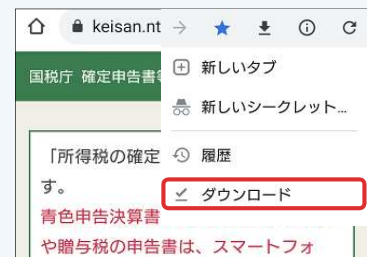 keisan.nt
国税庁 確定申告書等
新しいタブ
新しいシークレット...
履歴
ダウンロード
「所得税の確定
す。
青色申告決算書
や贈与税の申告書は、スマートフォ